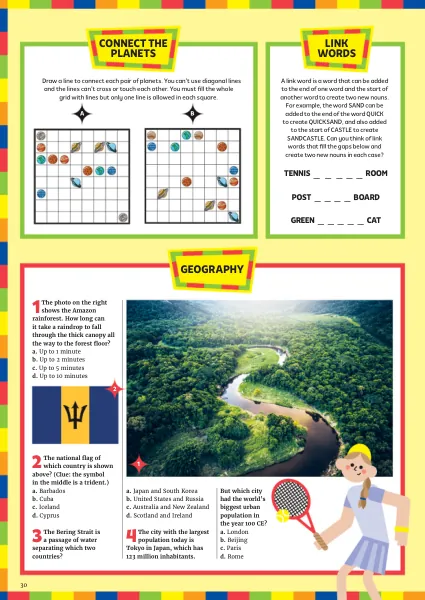 CONNECT THE
PLANETS
Draw a line to connect each pair of planets. You can't use diagonal lines
and the lines can't cross or touch each other. You must fill the whole
grid with lines but only one line is allowed in each square.
A
B
LINK
WORDS
A link word is a word that can be added
to the end of one word and the start of
another word to create two new nouns.
For example, the word SAND can be
added to the end of the word QUICK
to create QUICKSAND, and also added
to the start of CASTLE to create
SANDCASTLE. Can you think of link
words that fill the gaps below and
create two new nouns in each case?
TENNIS _ _ _ _ _ ROOM
POST _ _ _ _ BOARD
GREEN _ _ _ _ _ CAT
GEOGRAPHY
1 The photo on the right
shows the Amazon
rainforest. How long can
it take a raindrop to fall
through the thick canopy all
the way to the forest floor?
a. Up to 1 minute
b. Up to 2 minutes
c. Up to 5 minutes
d. Up to 10 minutes
2
1
2 The national flag of
which country is shown
above? (Clue: the symbol
in the middle is a trident.)
a. Barbados
b. Cuba
c. Iceland
d. Cyprus
3 The Bering Strait is
a passage of water
separating which two
countries?
a. Japan and South Korea
b. United States and Russia
c. Australia and New Zealand
d. Scotland and Ireland
4 The city with the largest
population today is
Tokyo in Japan, which has
123 million inhabitants.
But which city
had the world's
biggest urban
population in
the year 100 CE?
a. London
b. Beijing
c. Paris
d. Rome
30